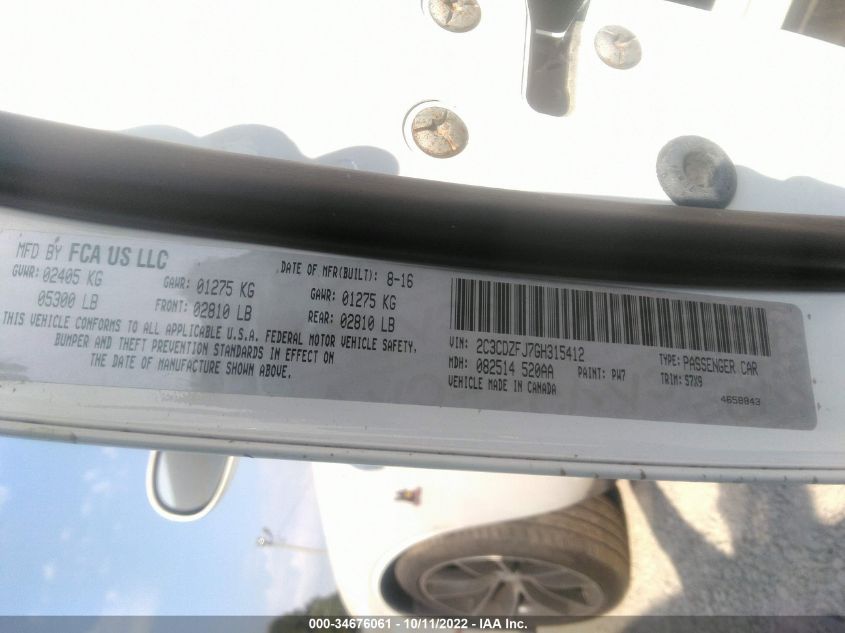 MFD BY FCA US LLC
DATE OF MFR(BUILT): 8-16
GVWR: 02405 KG
GAWR: 01275 KG
GAWR: 01275 KG
05300 LB
FRONT: 02810 LB
REAR: 02810 LB
THIS VEHICLE CONFORMS TO ALL APPLICABLE U.S.A. FEDERAL MOTOR VEHICLE SAFETY,
BUMPER AND THEFT PREVENTION STANDARDS IN EFFECT ON
THE DATE OF MANUFACTURE SHOWN ABOVE.
VIN: 2C3CDZFJ7GH315412
TYPE: PASSENGER CAR
MDH: 082514 520AA
PAINT: PW7
TRIM: S7X9
VEHICLE MADE IN CANADA
4658843
000-34676061 - 10/11/2022 - IAA Inc.